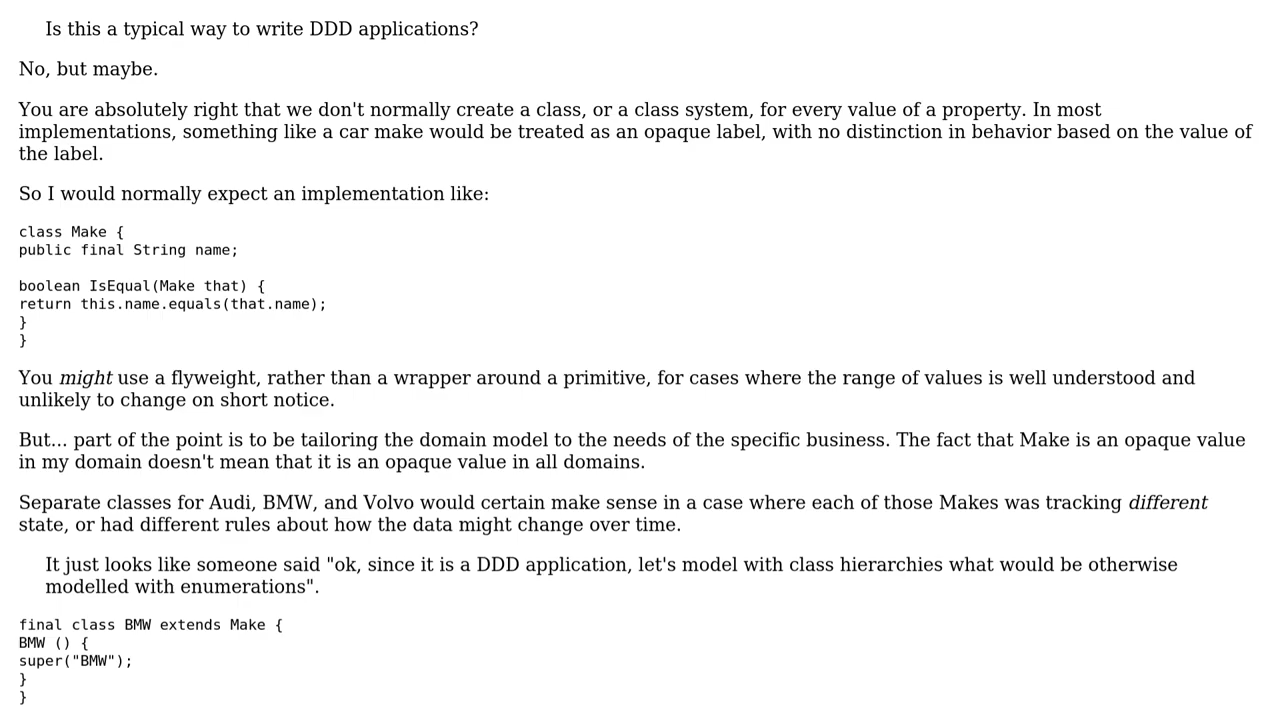 Is this a typical way to write DDD applications?
No, but maybe.
You are absolutely right that we don't normally create a class, or a class system, for every value of a property. In most
implementations, something like a car make would be treated as an opaque label, with no distinction in behavior based on the value of
the label.
So I would normally expect an implementation like:
class Make {
public final String name;
boolean IsEqual(Make that) {
return this.name.equals(that.name);
}
}
You might use a flyweight, rather than a wrapper around a primitive, for cases where the range of values is well understood and
unlikely to change on short notice.
But... part of the point is to be tailoring the domain model to the needs of the specific business. The fact that Make is an opaque value
in my domain doesn't mean that it is an opaque value in all domains.
Separate classes for Audi, BMW, and Volvo would certain make sense in a case where each of those Makes was tracking different
state, or had different rules about how the data might change over time.
It just looks like someone said "ok, since it is a DDD application, let's model with class hierarchies what would be otherwise
modelled with enumerations".
final class BMW extends Make {
BMW () {
super("BMW");
}
}